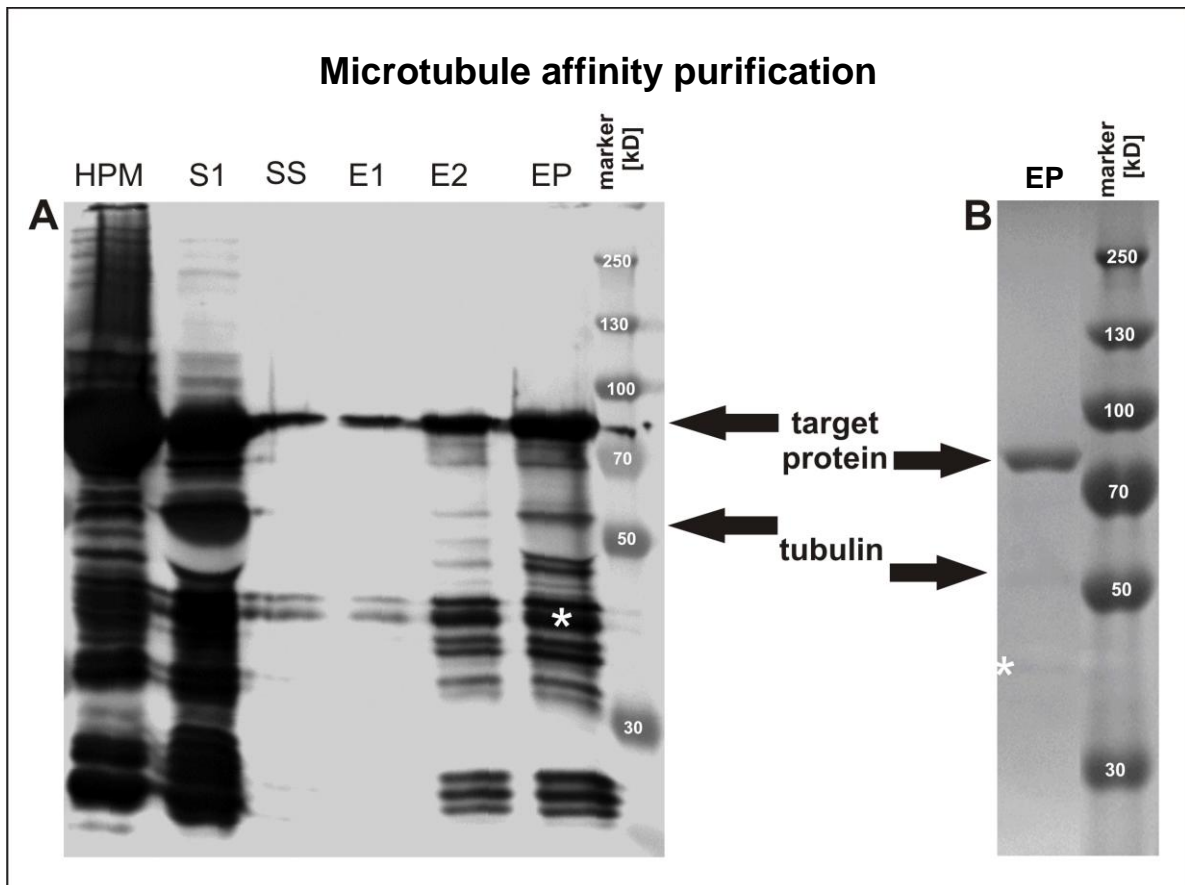 Microtubule affinity purification
HPM S1 SS E1 E2 EP marker [kD]
EP marker [kD]
A
B
250
130
100
70
50
30
*
target
protein
tubulin
250
130
100
70
50
30
*